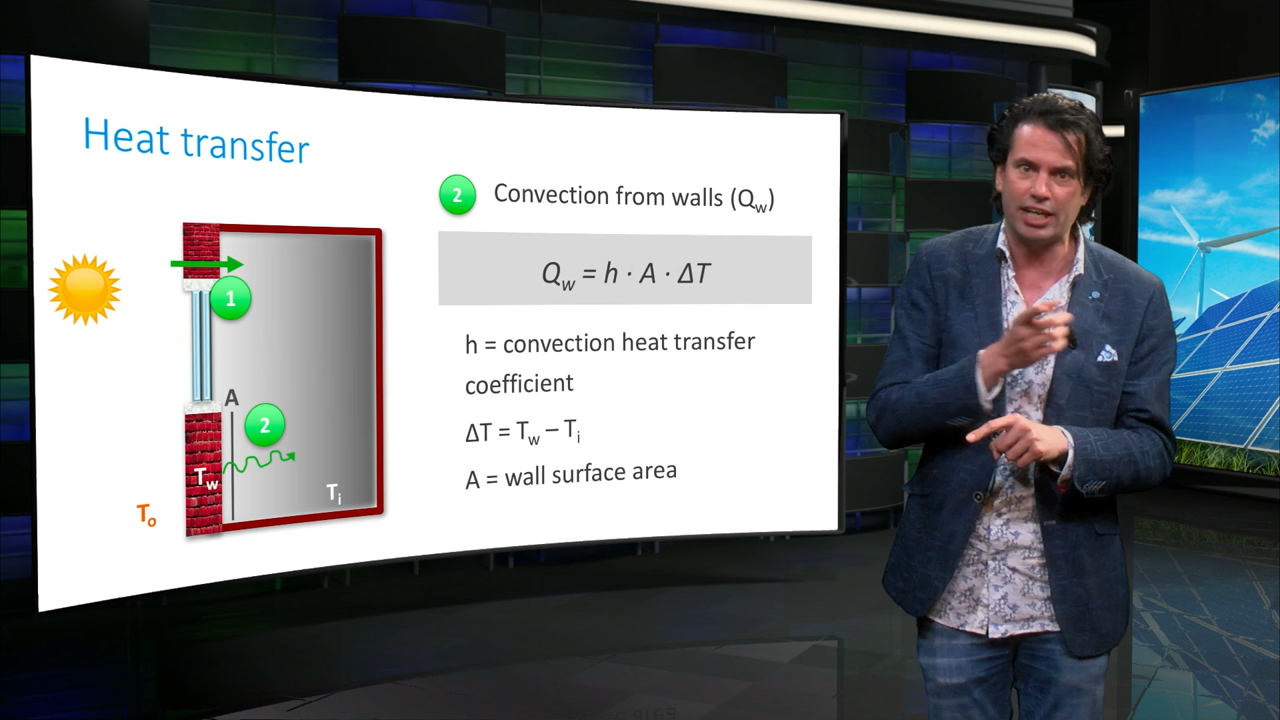 Heat transfer
2 Convection from walls (Qw)
Qw = h · A · ΔT
h = convection heat transfer
coefficient
ΔT = Tw – Ti
A = wall surface area
1
A
2
Tw
Ti
To